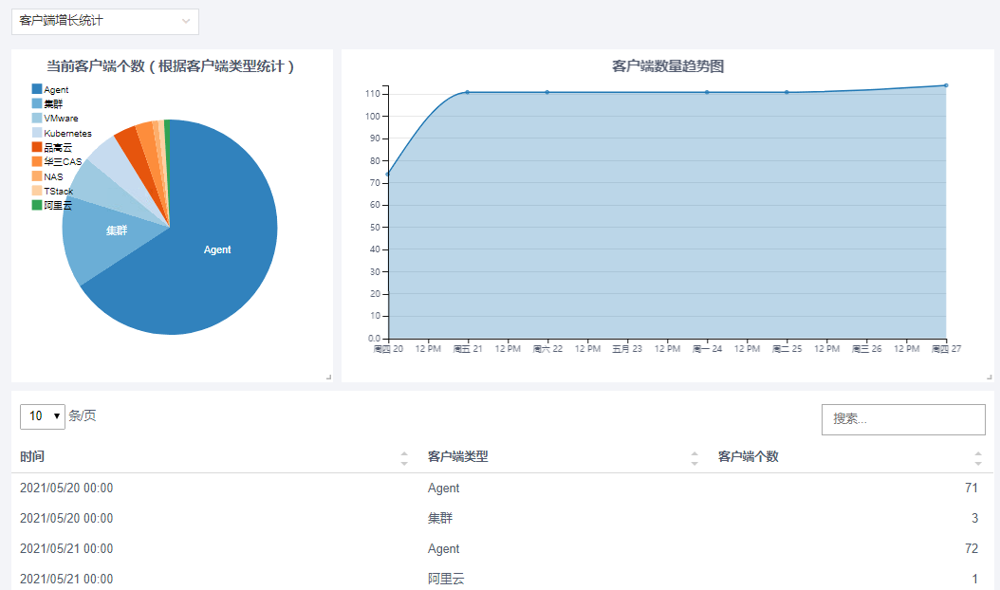 客户端增长统计
当前客户端个数（根据客户端类型统计）
Agent
集群
VMware
Kubernetes
品高云
华三CAS
NAS
TStack
阿里云
集群
Agent
客户端数量趋势图
110
100
90
80
70
60
50
40
30
20
10
0.0
周四 20 12 PM 周五 21 12 PM 周六 22 12 PM 五月 23 12 PM 周一 24 12 PM 周二 25 12 PM 周三 26 12 PM 周四 27
10 条/页
搜索...
时间 客户端类型 客户端个数
2021/05/20 00:00 Agent 71
2021/05/20 00:00 集群 3
2021/05/21 00:00 Agent 72
2021/05/21 00:00 阿里云 1